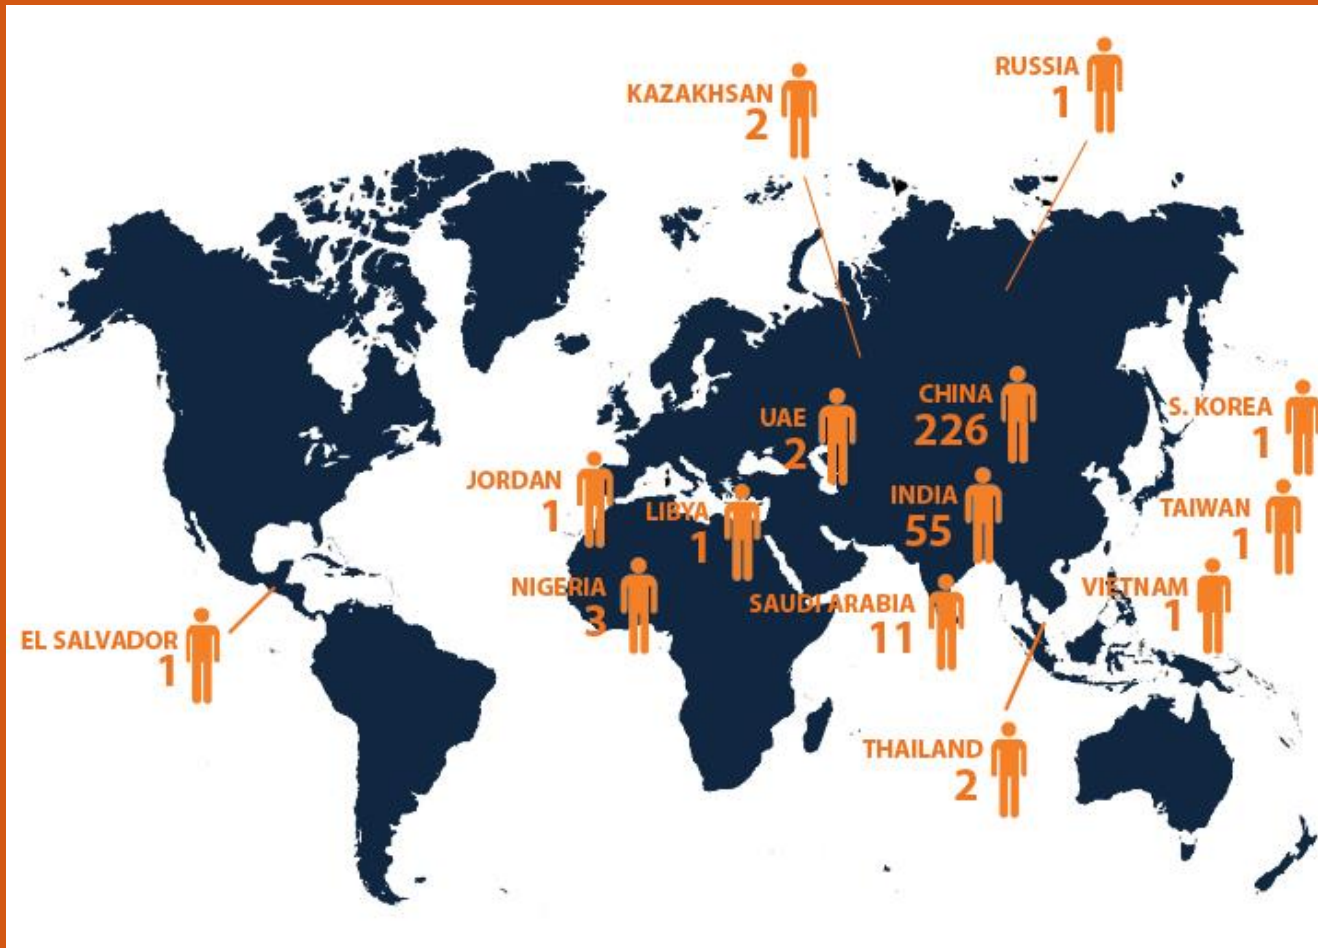 RUSSIA
1
KAZAKHSAN
2
CHINA
226
UAE
2
S. KOREA
1
JORDAN
1
LIBYA
1
INDIA
55
TAIWAN
1
NIGERIA
3
SAUDI ARABIA
11
VIETNAM
1
EL SALVADOR
1
THAILAND
2